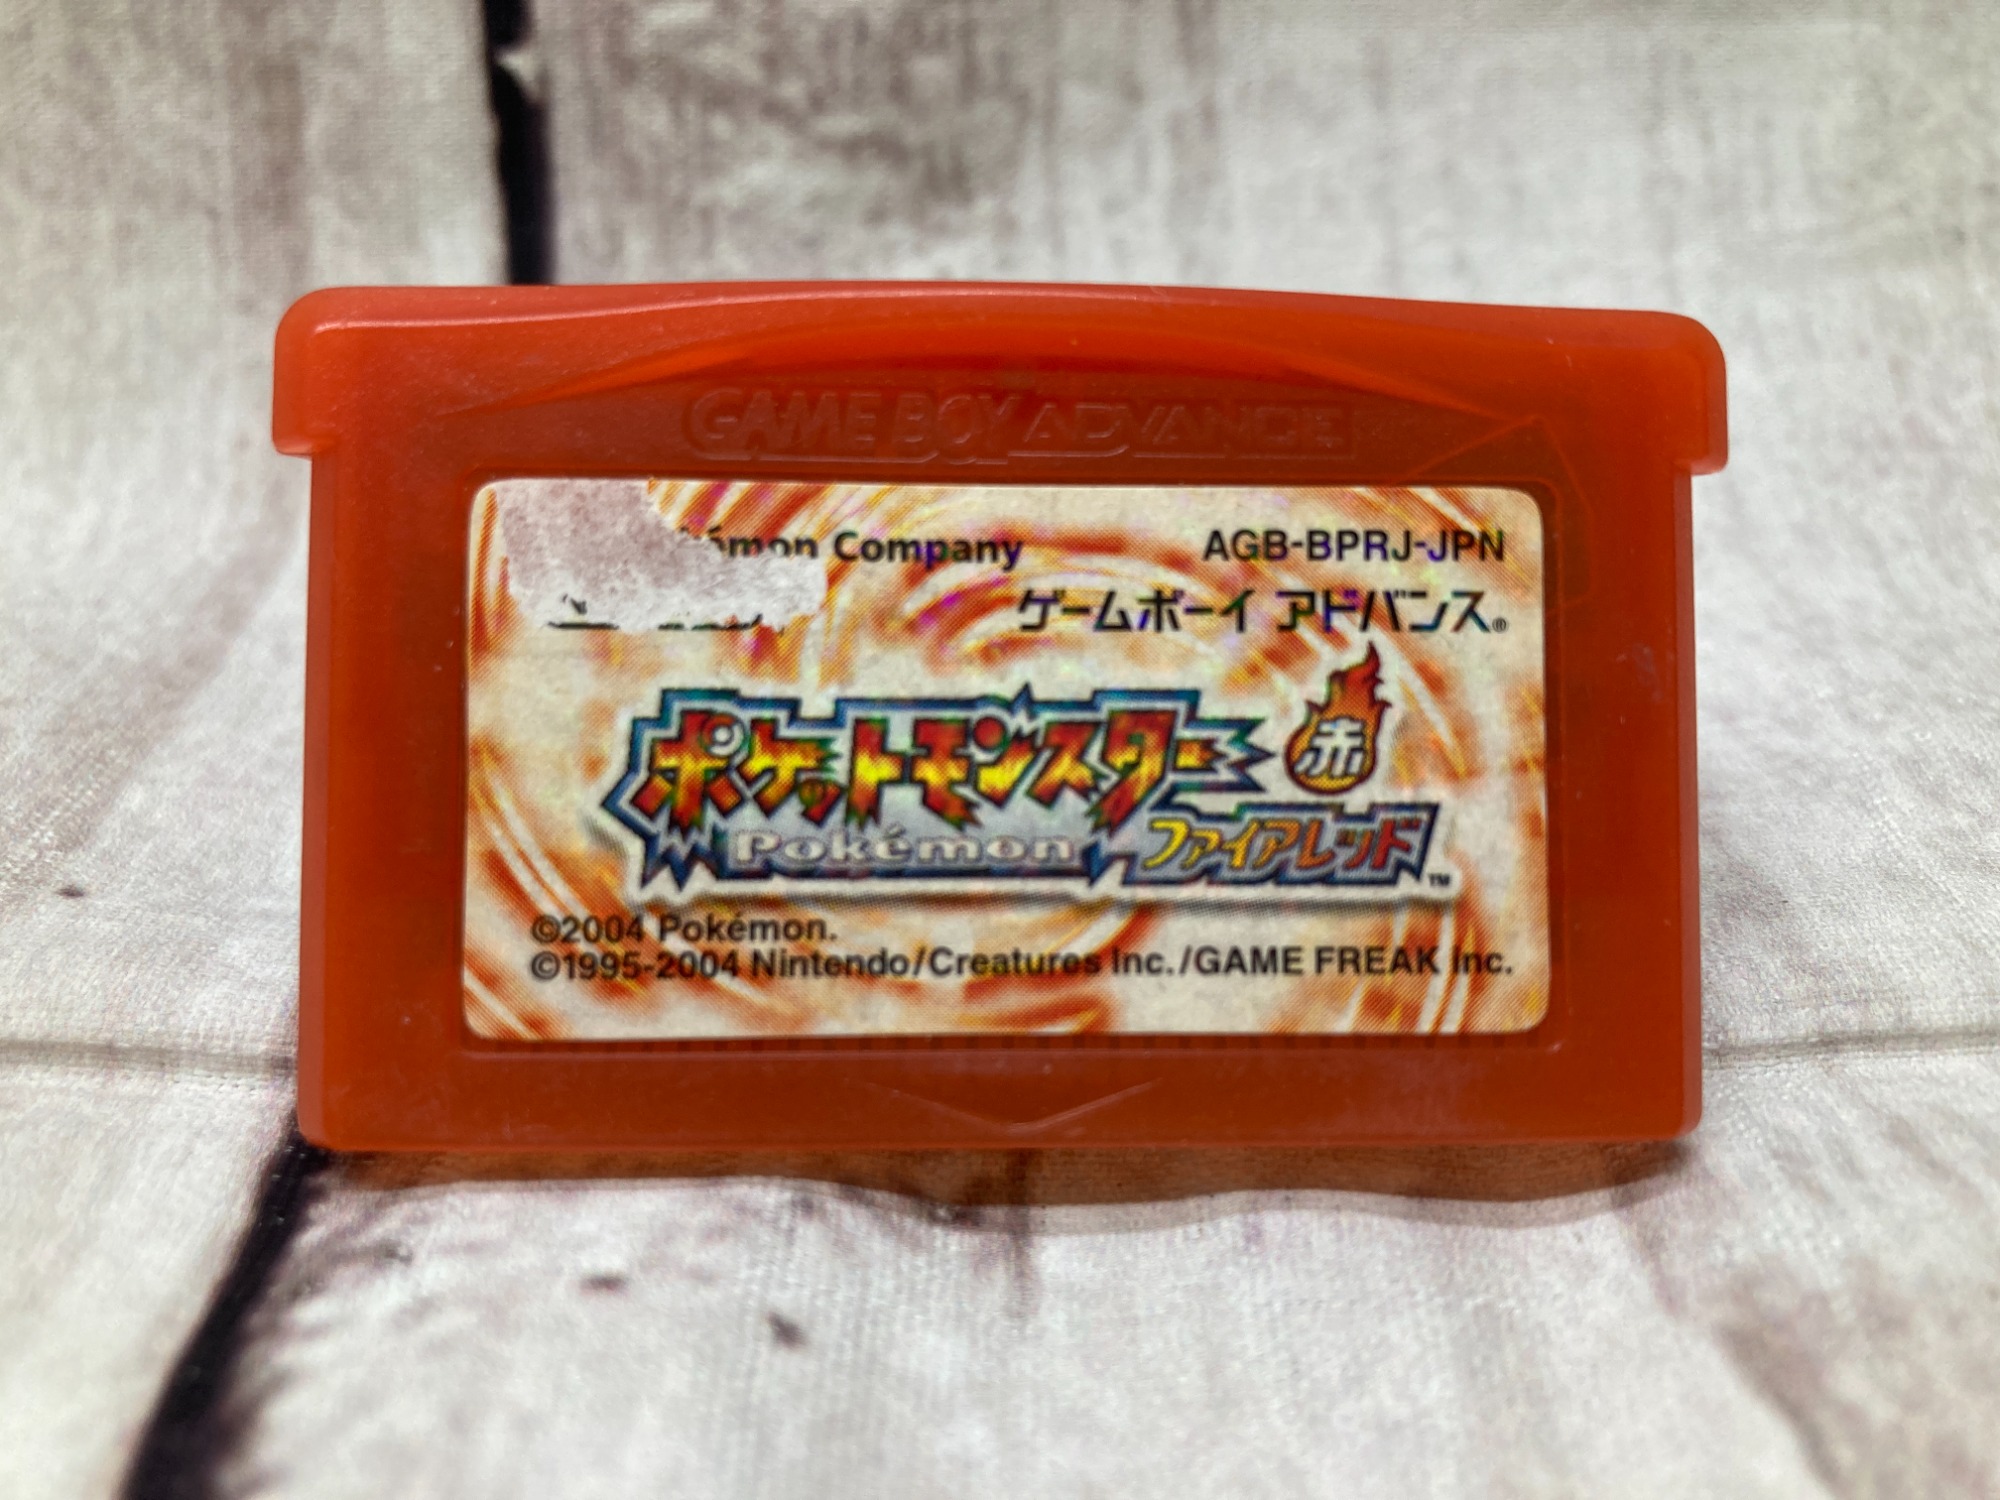 GAME BOY ADVANCE
Company
AGB-BPRJ-JPN
ゲームボーイ アドバンス®
ポケットモンスター
赤
Pokémon
ファイアレッド™
©2004 Pokémon.
©1995-2004 Nintendo/Creatures Inc./GAME FREAK Inc.